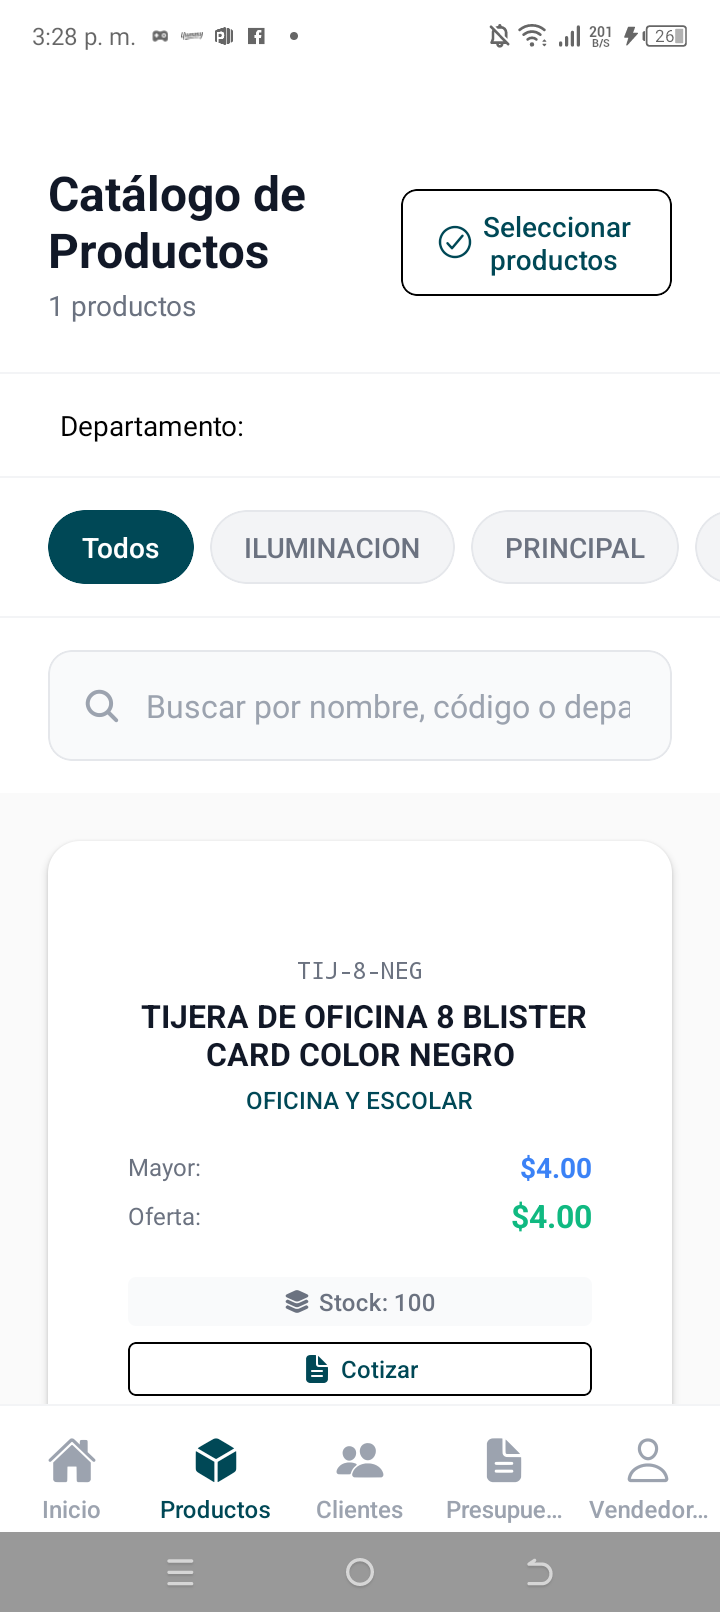 3:28 p. m.
201
B/S
26
Catálogo de
Productos
1 productos
Seleccionar
productos
Departamento:
Todos
ILUMINACION
PRINCIPAL
Buscar por nombre, código o depa
TIJ-8-NEG
TIJERA DE OFICINA 8 BLISTER
CARD COLOR NEGRO
OFICINA Y ESCOLAR
Mayor: $4.00
Oferta: $4.00
Stock: 100
Cotizar
Inicio
Productos
Clientes
Presupue...
Vendedor...